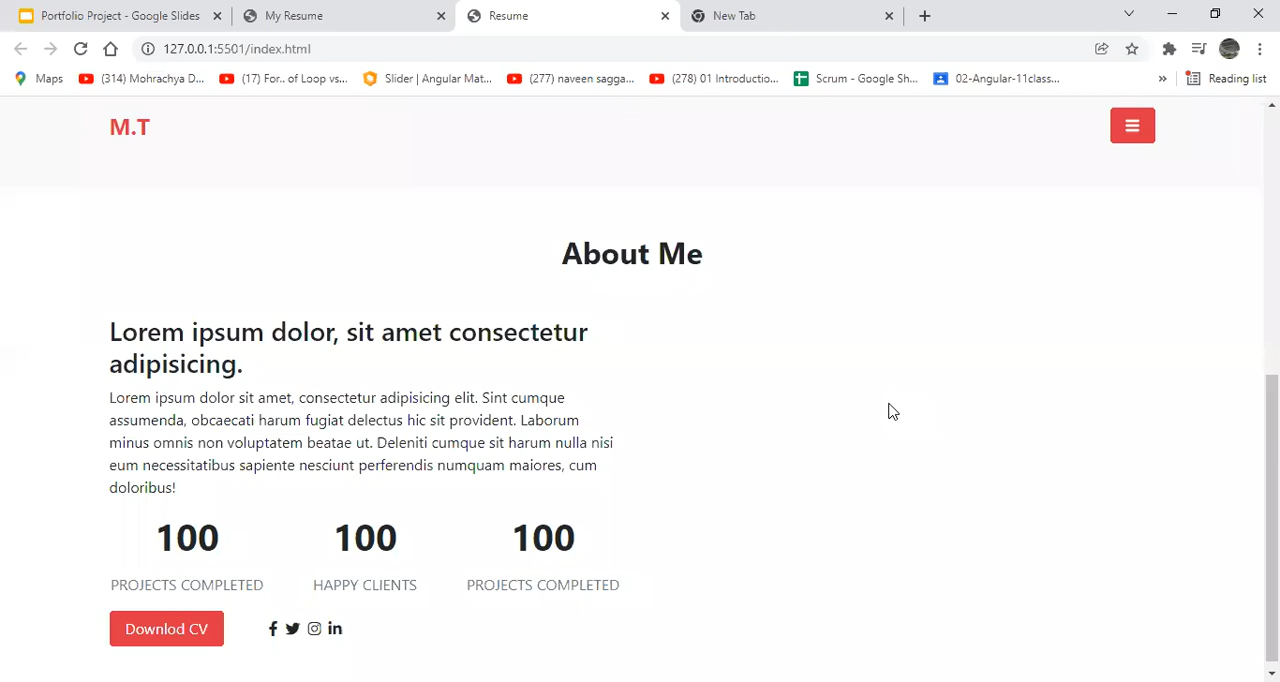 Portfolio Project - Google Slides
My Resume
Resume
New Tab
127.0.0.1:5501/index.html
Maps
(314) Mohrachya D...
(17) For.. of Loop vs...
Slider | Angular Mat...
(277) naveen sagga...
(278) 01 Introductio...
Scrum - Google Sh...
02-Angular-11class...
»
Reading list
M.T
About Me
Lorem ipsum dolor, sit amet consectetur
adipisicing.
Lorem ipsum dolor sit amet, consectetur adipisicing elit. Sint cumque
assumenda, obcaecati harum fugiat delectus hic sit provident. Laborum
minus omnis non voluptatem beatae ut. Deleniti cumque sit harum nulla nisi
eum necessitatibus sapiente nesciunt perferendis numquam maiores, cum
doloribus!
100 100 100
PROJECTS COMPLETED HAPPY CLIENTS PROJECTS COMPLETED
Downlod CV